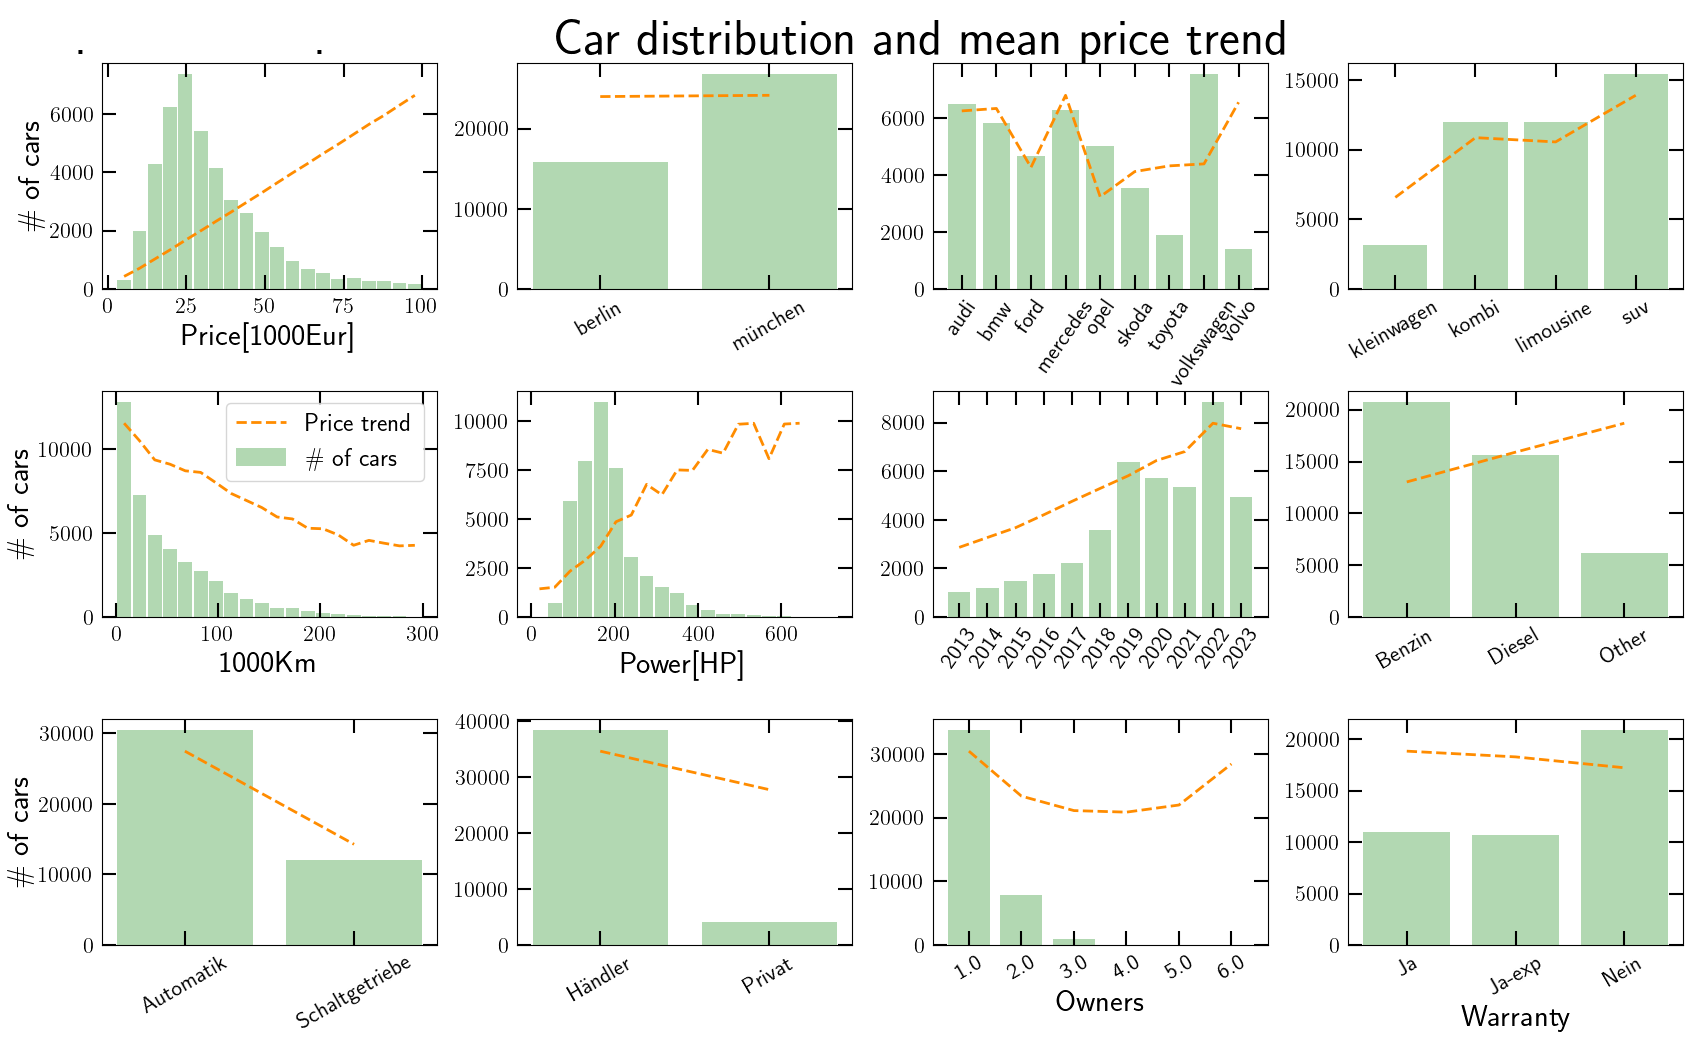 Car distribution and mean price trend
# of cars
6000
4000
2000
0
0 25 50 75 100
Price[1000Eur]
20000
10000
0
berlin münchen
6000
4000
2000
0
audi bmw ford mercedes opel skoda toyota volkswagen volvo
15000
10000
5000
0
kleinwagen kombi limousine suv
# of cars
10000
5000
0
Price trend
# of cars
0 100 200 300
1000Km
10000
7500
5000
2500
0
0 200 400 600
Power[HP]
8000
6000
4000
2000
0
2013 2014 2015 2016 2017 2018 2019 2020 2021 2022 2023
20000
15000
10000
5000
0
Benzin Diesel Other
# of cars
30000
20000
10000
0
Automatik Schaltgetriebe
40000
30000
20000
10000
0
Händler Privat
30000
20000
10000
0
1.0 2.0 3.0 4.0 5.0 6.0
Owners
20000
15000
10000
5000
0
Ja Ja-exp Nein
Warranty